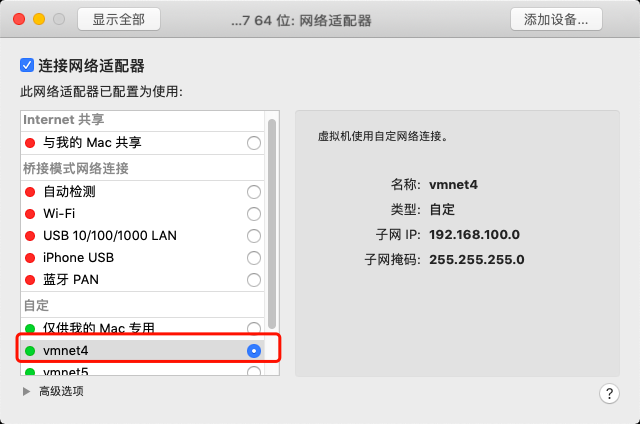 显示全部
...7 64 位: 网络适配器
添加设备...
连接网络适配器
此网络适配器已配置为使用:
Internet 共享
与我的 Mac 共享
桥接模式网络连接
自动检测
Wi-Fi
USB 10/100/1000 LAN
iPhone USB
蓝牙 PAN
自定
仅供我的 Mac 专用
vmnet4
vmnet5
高级选项
虚拟机使用自定网络连接。
名称: vmnet4
类型: 自定
子网 IP: 192.168.100.0
子网掩码: 255.255.255.0
?